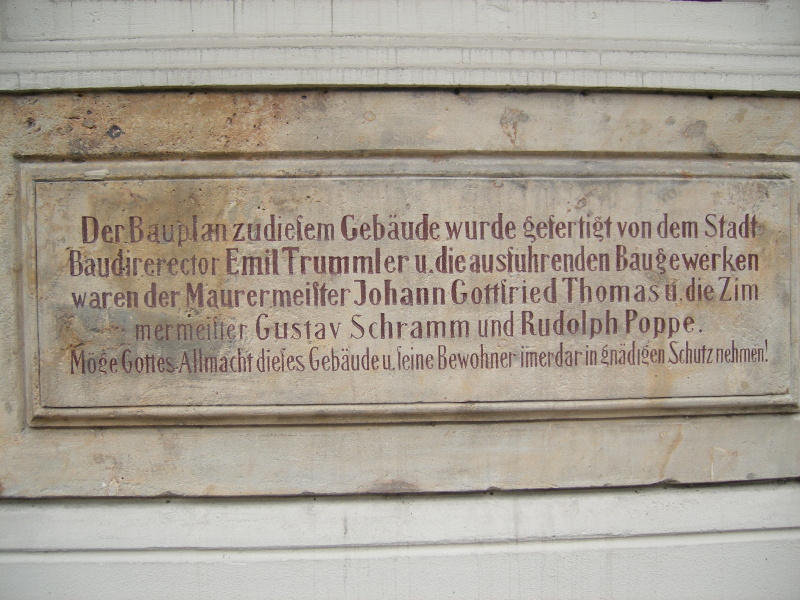 Der Bauplan zu dieſem Gebäude wurde gefertigt von dem Stadt
Baudirerector Emil Trummler u. die ausfuhrenden Baugewerken
waren der Maurermeiſter Johann Gottfried Thomas u. die Zim
mermeiſter Gustav Schramm und Rudolph Poppe.
Möge Gottes Allmacht dieſes Gebäude u. ſeine Bewohner imerdar in gnädigen Schutz nehmen!